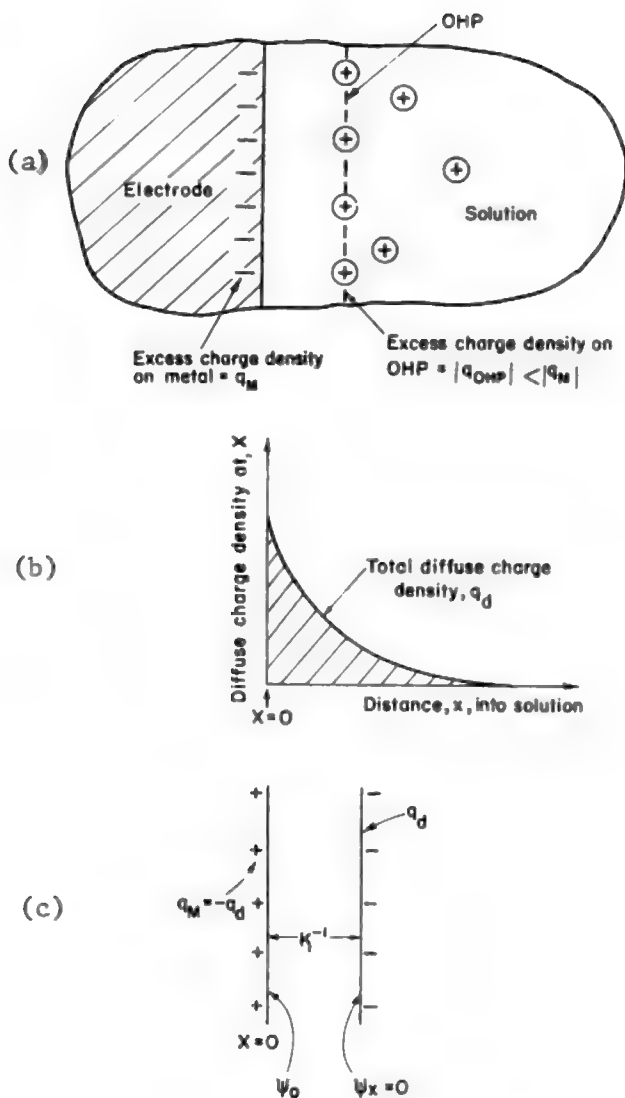 (a)
OHP
+
+
+
+
+
+
+
Electrode
Solution
Excess charge density
on metal = q_M
Excess charge density on
OHP = |q_OHP| < |q_M|
(b)
Diffuse charge density at, X
Total diffuse charge
density, q_d
X=0
Distance, x, into solution
(c)
q_d
q_M = -q_d
K^-1
X=0
Ψ_o
Ψ_x = 0